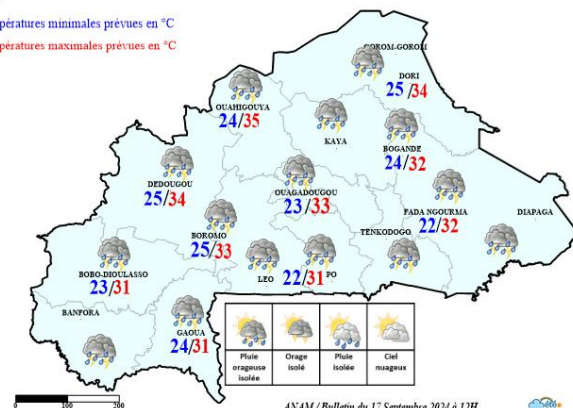 pératures minimales prévues en °C
pératures maximales prévues en °C
GOROM-GOROM
DORI
25/34
OUAHIGOUYA
24/35
KAYA
BOGANDE
24/32
DEDOUGOU
25/34
OUAGADOUGOU
23/33
FADA NGOURMA
22/32
DIAPAGA
BOROMO
25/33
TENKODOGO
BOBO-DIOULASSO
23/31
LEO
22/31 PO
BANFORA
GAOUA
24/31
Pluie orageuse isolée
Orage isolé
Pluie isolée
Ciel nuageux
0 100 200
ANAM / Bulletin du 17 Septembre 2024 à 12H